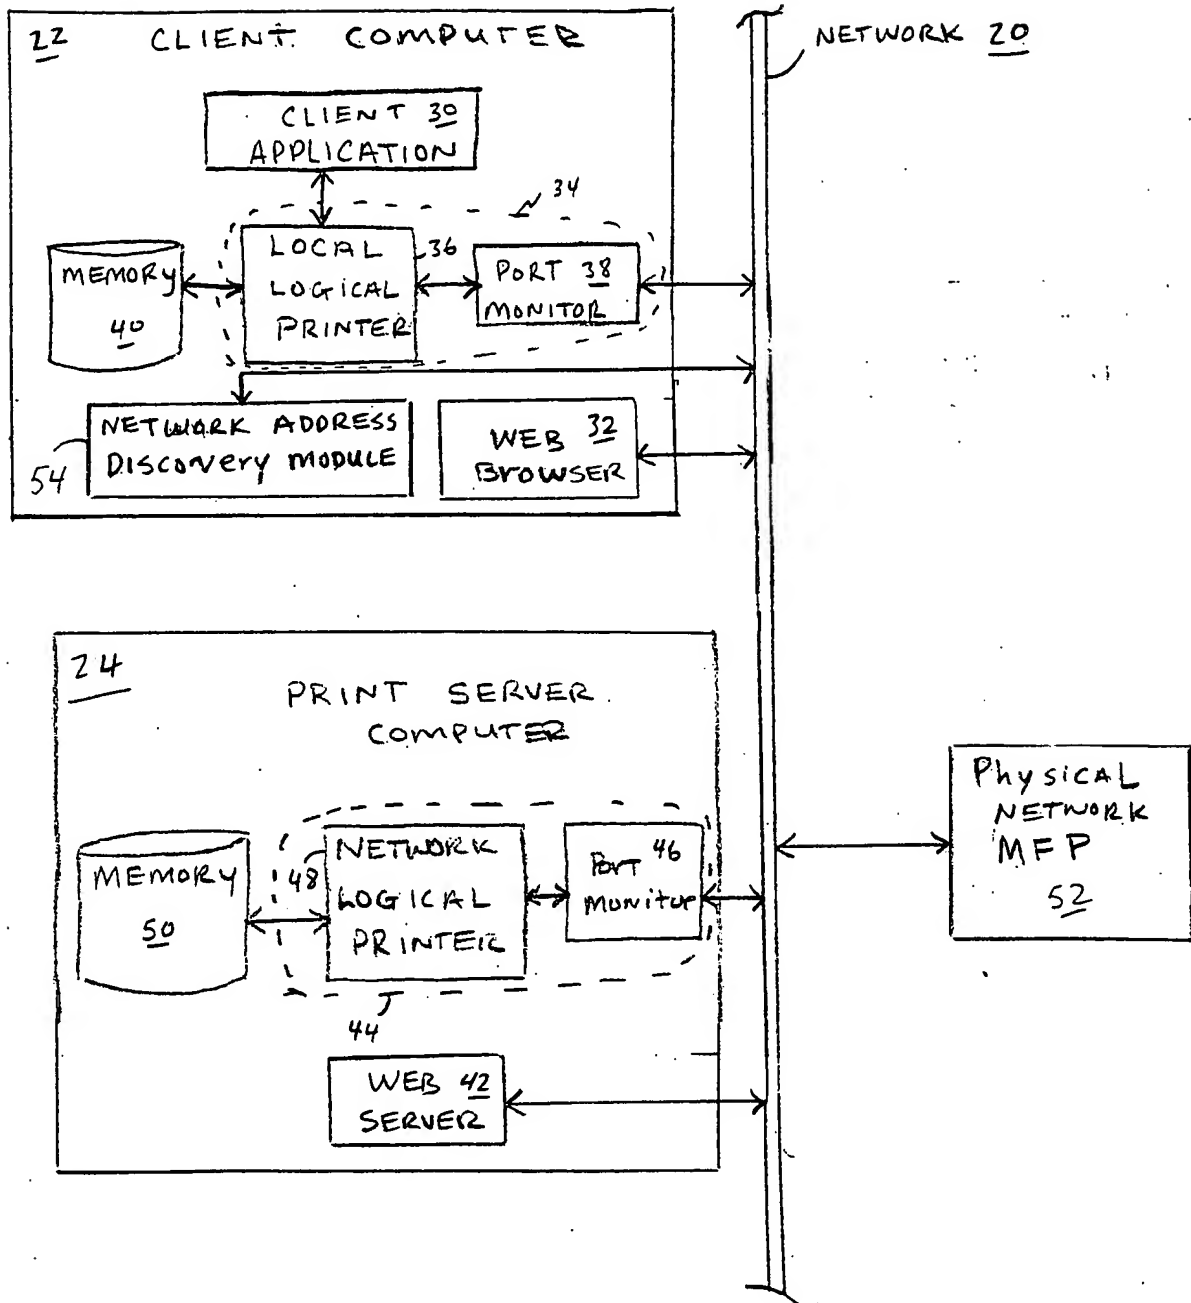 22 CLIENT COMPUTER
NETWORK 20
CLIENT 30
APPLICATION
34
MEMORY
40
LOCAL
LOGICAL
PRINTER
36
PORT 38
MONITOR
NETWORK ADDRESS
DISCOVERY MODULE
54
WEB 32
BROWSER
24
PRINT SERVER
COMPUTER
MEMORY
50
48
NETWORK
LOGICAL
PRINTER
PORT 46
MONITOR
44
WEB 42
SERVER
PHYSICAL
NETWORK
MFP
52